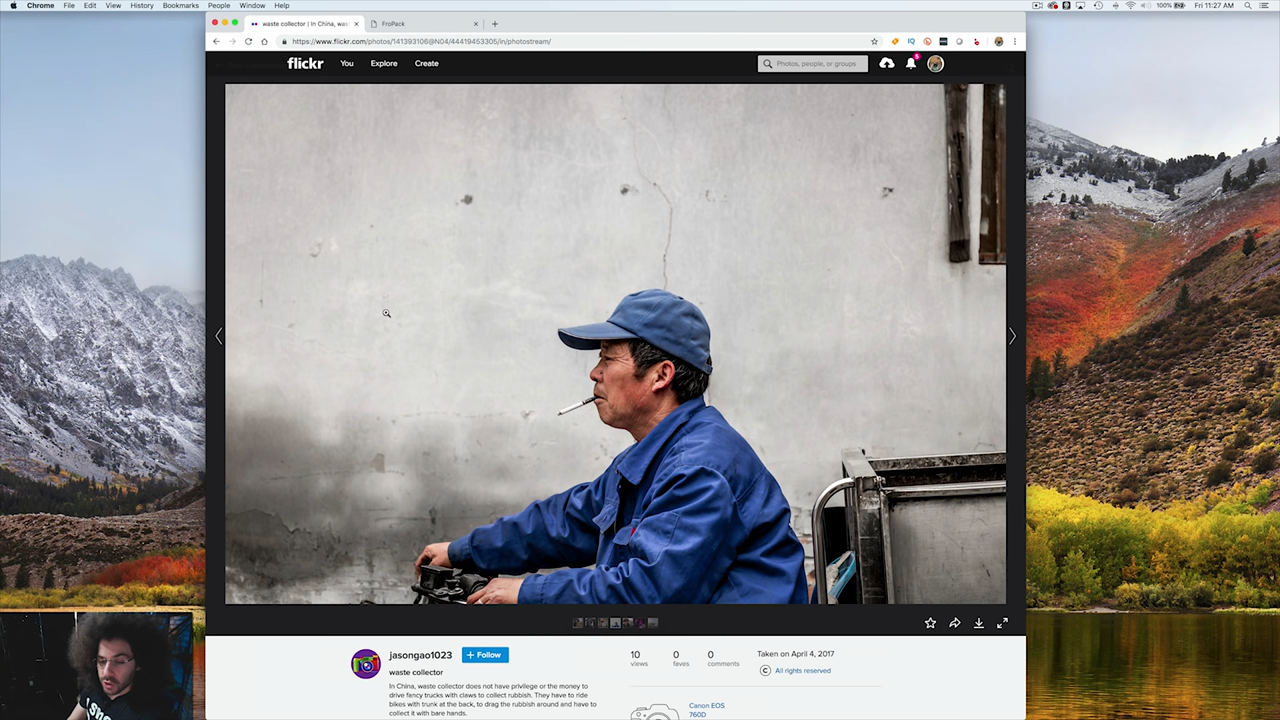 Chrome File Edit View History Bookmarks People Window Help
100% Fri 11:27 AM
waste collector | In China, was
FroPack
https://www.flickr.com/photos/141393106@N04/44419453305/in/photostream/
flickr You Explore Create
Photos, people, or groups
jasongao1023
+ Follow
waste collector
In China, waste collector does not have privilege or the money to
drive fancy trucks with claws to collect rubbish. They have to ride
bikes with trunk at the back, to drag the rubbish around and have to
collect it with bare hands.
10
views
0
faves
0
comments
Taken on April 4, 2017
All rights reserved
Canon EOS
760D